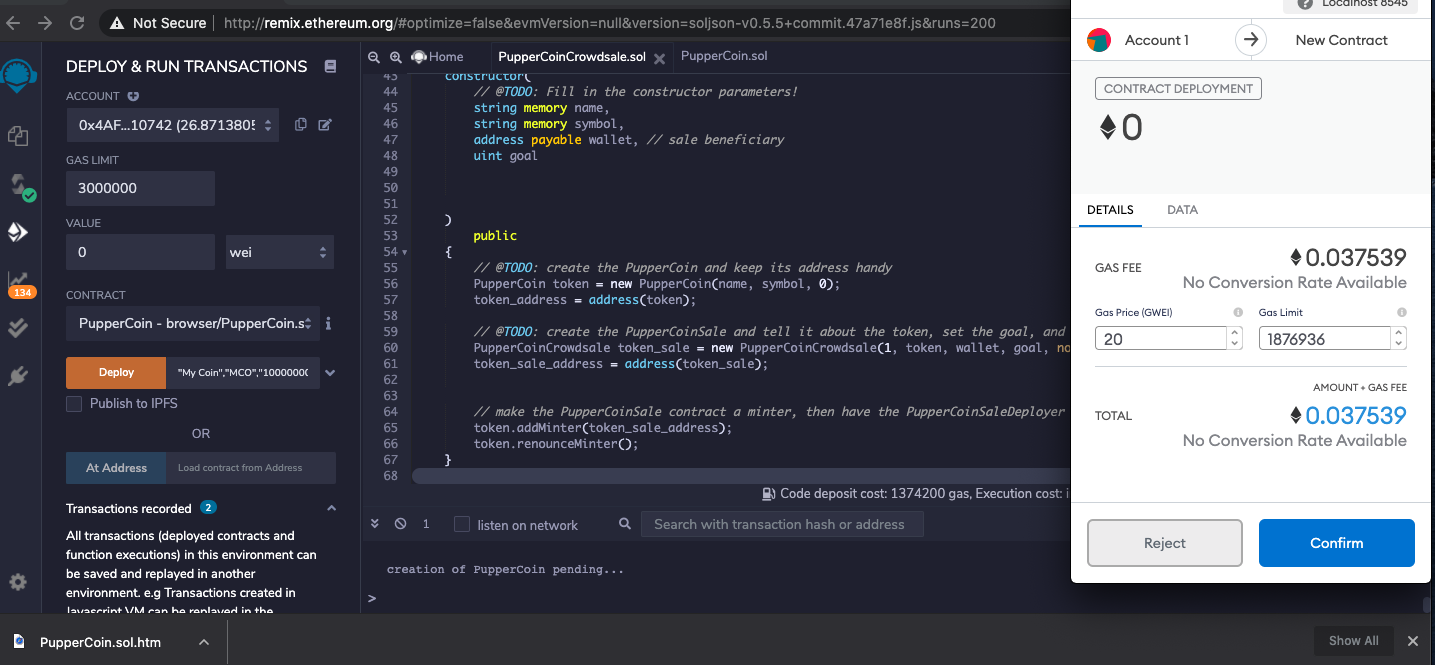 Not Secure | http://remix.ethereum.org/#optimize=false&evmVersion=null&version=soljson-v0.5.5+commit.47a71e8f.js&runs=200
DEPLOY & RUN TRANSACTIONS
ACCOUNT
0x4AF...10742 (26.8713805
GAS LIMIT
3000000
VALUE
0
wei
CONTRACT
PupperCoin - browser/PupperCoin.s
Deploy
"My Coin","MCO","10000000
Publish to IPFS
OR
At Address
Load contract from Address
Transactions recorded 2
All transactions (deployed contracts and
function executions) in this environment can
be saved and replayed in another
environment. e.g Transactions created in
Javascript VM can be replayed in the
134
Home
PupperCoinCrowdsale.sol
PupperCoin.sol
43 constructor(
44 // @TODO: Fill in the constructor parameters!
45 string memory name,
46 string memory symbol,
47 address payable wallet, // sale beneficiary
48 uint goal
49
50
51
52 )
53 public
54 {
55 // @TODO: create the PupperCoin and keep its address handy
56 PupperCoin token = new PupperCoin(name, symbol, 0);
57 token_address = address(token);
58
59 // @TODO: create the PupperCoinSale and tell it about the token, set the goal, and
60 PupperCoinCrowdsale token_sale = new PupperCoinCrowdsale(1, token, wallet, goal, no
61 token_sale_address = address(token_sale);
62
63
64 // make the PupperCoinSale contract a minter, then have the PupperCoinSaleDeployer
65 token.addMinter(token_sale_address);
66 token.renounceMinter();
67 }
68
Code deposit cost: 1374200 gas, Execution cost: i
1
listen on network
Search with transaction hash or address
creation of PupperCoin pending...
>
Localhost 8545
Account 1
New Contract
CONTRACT DEPLOYMENT
0
DETAILS
DATA
GAS FEE
0.037539
No Conversion Rate Available
Gas Price (GWEI)
Gas Limit
20
1876936
AMOUNT + GAS FEE
TOTAL
0.037539
No Conversion Rate Available
Reject
Confirm
PupperCoin.sol.htm
Show All